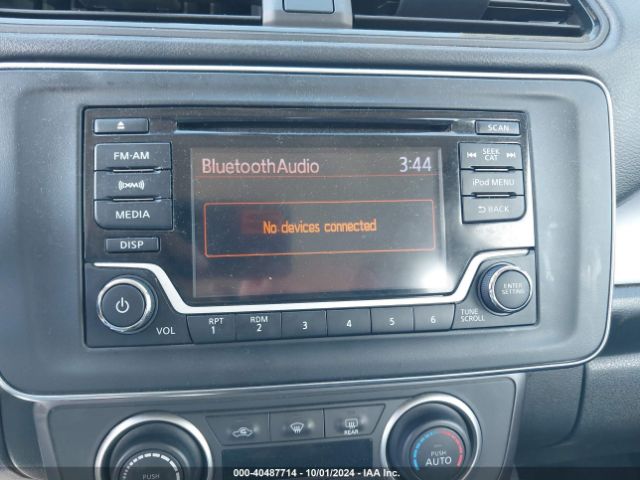 SCAN
FM-AM
SEEK
CAT
BluetoothAudio 3:44
((XM))
iPod MENU
MEDIA
BACK
No devices connected
DISP
ENTER
SETTING
VOL
RPT
1
RDM
2
3
4
5
6
TUNE
SCROLL
REAR
PUSH
PUSH
AUTO
000-40487714 - 10/01/2024 - IAA Inc.